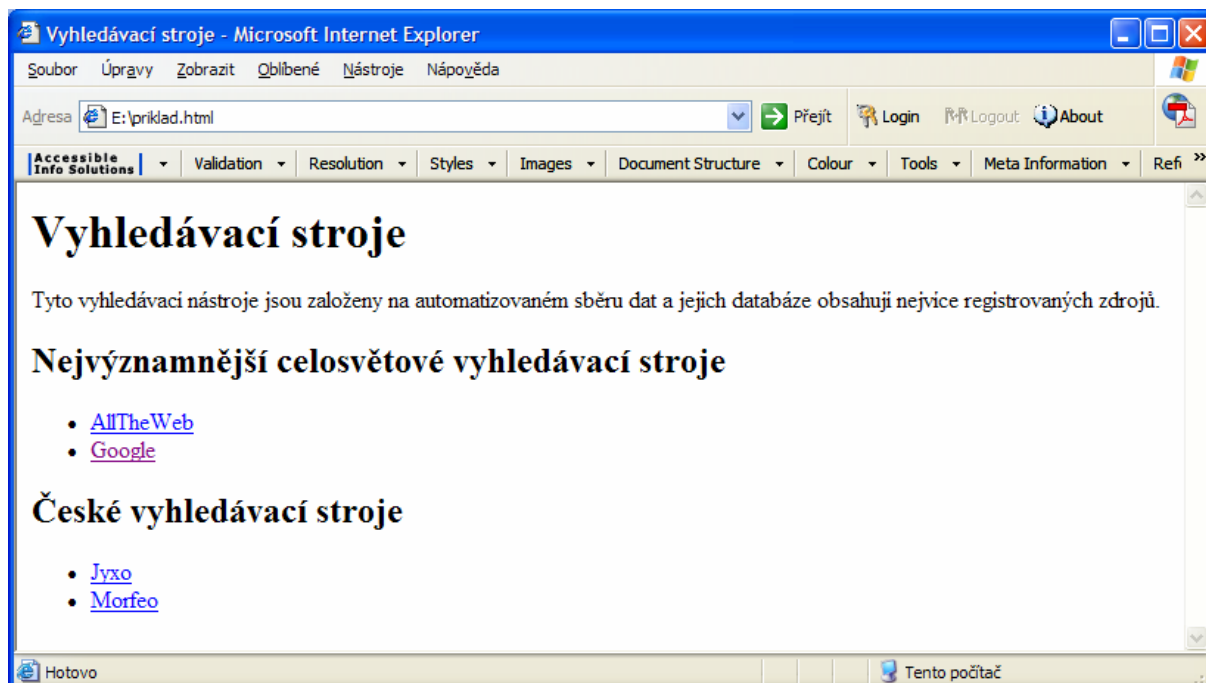 Vyhledávací stroje - Microsoft Internet Explorer
Soubor Úpravy Zobrazit Oblíbené Nástroje Nápověda
Adresa E:\priklad.html Přejít Login Logout About
Accessible Info Solutions Validation Resolution Styles Images Document Structure Colour Tools Meta Information Refi »
Vyhledávací stroje
Tyto vyhledávací nástroje jsou založeny na automatizovaném sběru dat a jejich databáze obsahují nejvíce registrovaných zdrojů.
Nejvýznamnější celosvětové vyhledávací stroje
• AllTheWeb
• Google
České vyhledávací stroje
• Jyxo
• Morfeo
Hotovo Tento počítač